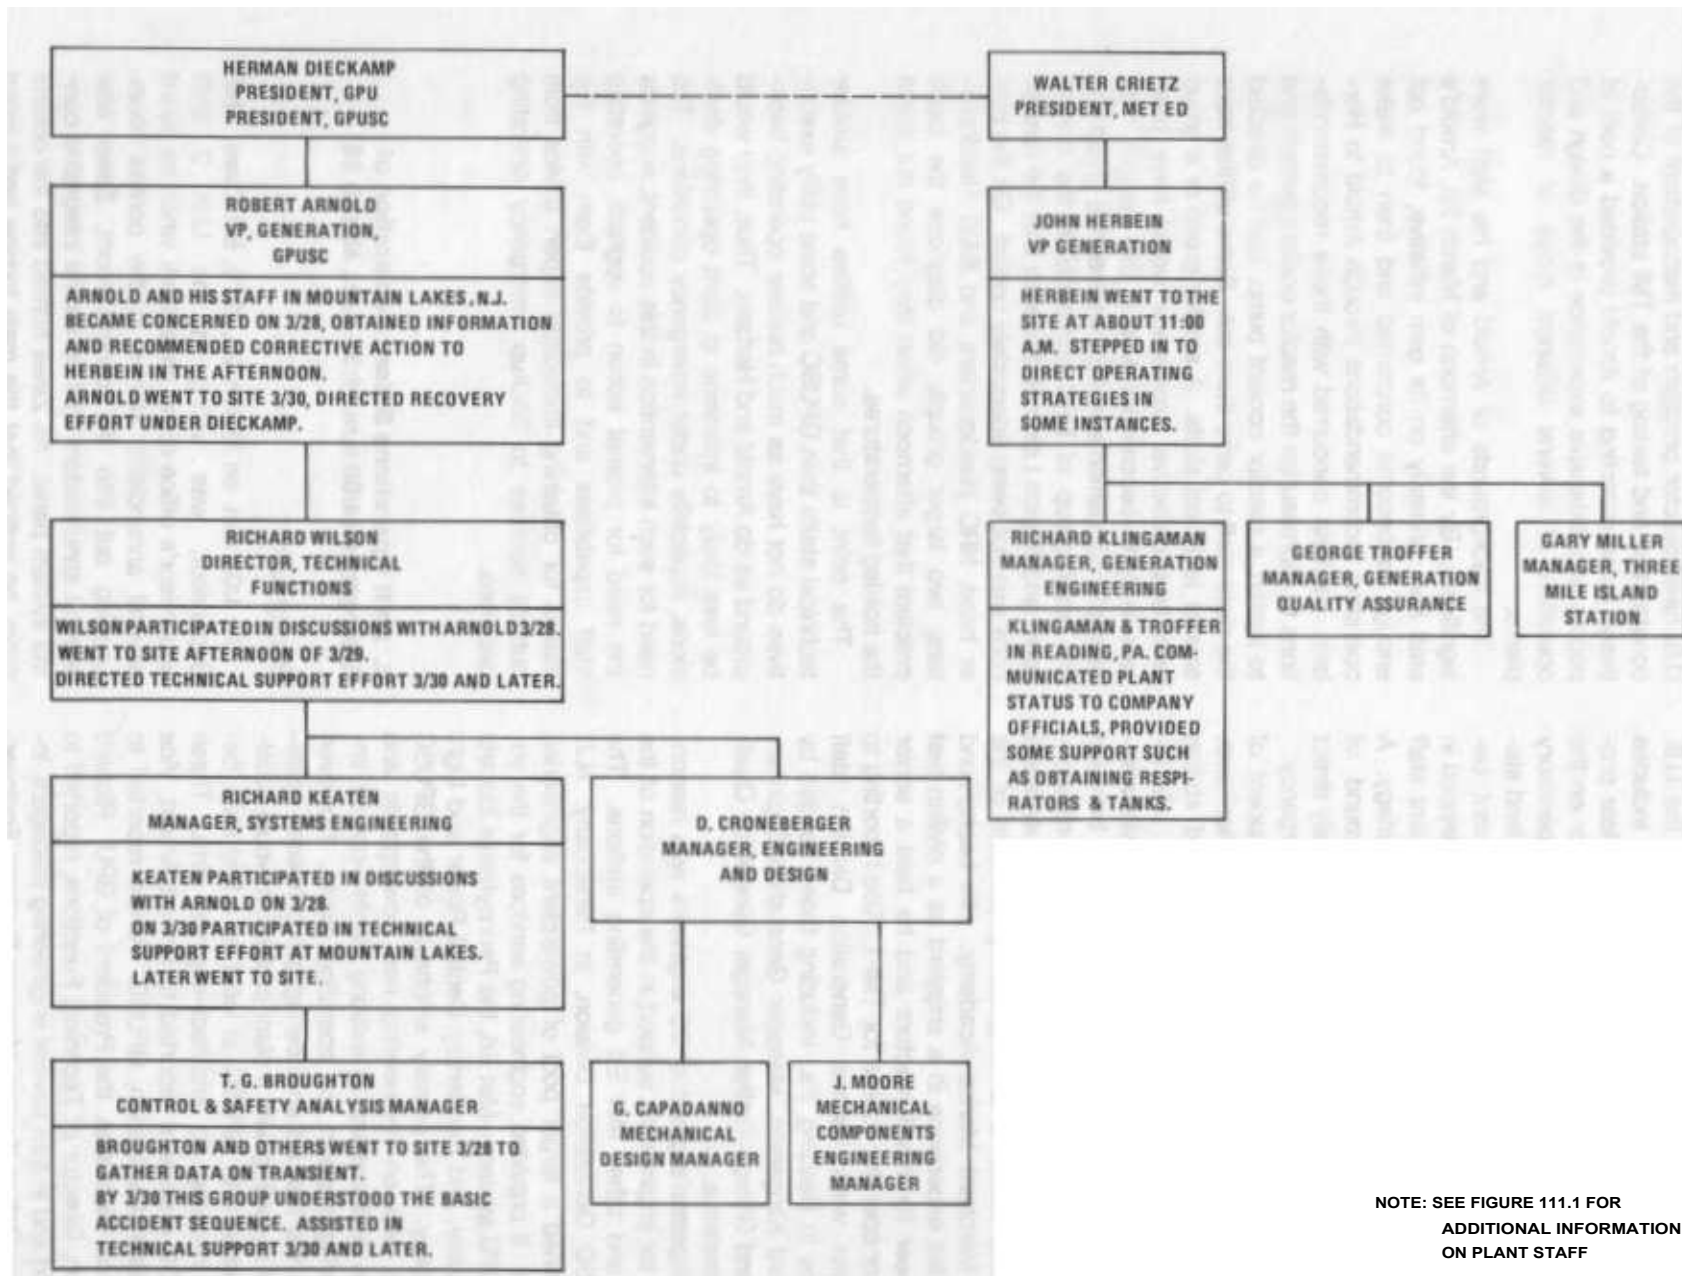 HERMAN DIECKAMP
PRESIDENT, GPU
PRESIDENT, GPUSC
WALTER CRIETZ
PRESIDENT, MET ED
ROBERT ARNOLD
VP, GENERATION,
GPUSC
ARNOLD AND HIS STAFF IN MOUNTAIN LAKES, N.J.
BECAME CONCERNED ON 3/28, OBTAINED INFORMATION
AND RECOMMENDED CORRECTIVE ACTION TO
HERBEIN IN THE AFTERNOON.
ARNOLD WENT TO SITE 3/30, DIRECTED RECOVERY
EFFORT UNDER DIECKAMP.
JOHN HERBEIN
VP GENERATION
HERBEIN WENT TO THE
SITE AT ABOUT 11:00
A.M. STEPPED IN TO
DIRECT OPERATING
STRATEGIES IN
SOME INSTANCES.
RICHARD WILSON
DIRECTOR, TECHNICAL
FUNCTIONS
WILSON PARTICIPATED IN DISCUSSIONS WITH ARNOLD 3/28.
WENT TO SITE AFTERNOON OF 3/29.
DIRECTED TECHNICAL SUPPORT EFFORT 3/30 AND LATER.
RICHARD KLINGAMAN
MANAGER, GENERATION
ENGINEERING
KLINGAMAN & TROFFER
IN READING, PA. COM-
MUNICATED PLANT
STATUS TO COMPANY
OFFICIALS, PROVIDED
SOME SUPPORT SUCH
AS OBTAINING RESPI-
RATORS & TANKS.
GEORGE TROFFER
MANAGER, GENERATION
QUALITY ASSURANCE
GARY MILLER
MANAGER, THREE
MILE ISLAND
STATION
RICHARD KEATEN
MANAGER, SYSTEMS ENGINEERING
KEATEN PARTICIPATED IN DISCUSSIONS
WITH ARNOLD ON 3/28.
ON 3/30 PARTICIPATED IN TECHNICAL
SUPPORT EFFORT AT MOUNTAIN LAKES.
LATER WENT TO SITE.
D. CRONEBERGER
MANAGER, ENGINEERING
AND DESIGN
T. G. BROUGHTON
CONTROL & SAFETY ANALYSIS MANAGER
BROUGHTON AND OTHERS WENT TO SITE 3/28 TO
GATHER DATA ON TRANSIENT.
BY 3/30 THIS GROUP UNDERSTOOD THE BASIC
ACCIDENT SEQUENCE. ASSISTED IN
TECHNICAL SUPPORT 3/30 AND LATER.
G. CAPADANNO
MECHANICAL
DESIGN MANAGER
J. MOORE
MECHANICAL
COMPONENTS
ENGINEERING
MANAGER
NOTE: SEE FIGURE 111.1 FOR
ADDITIONAL INFORMATION
ON PLANT STAFF